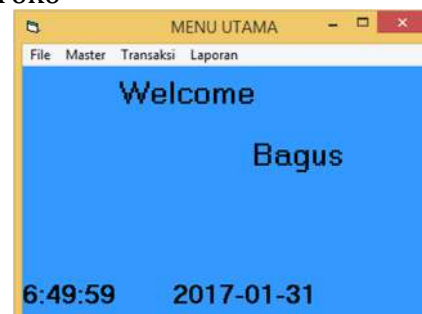 MENU UTAMA
File Master Transaksi Laporan
Welcome
Bagus
6:49:59 2017-01-31